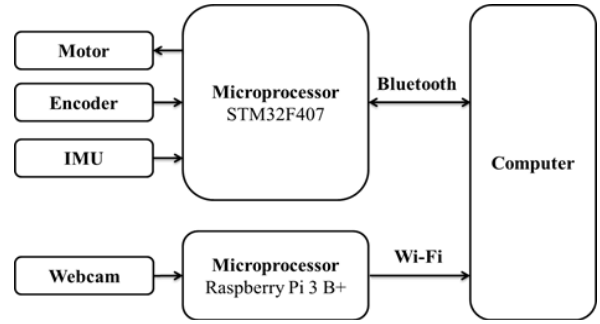 Motor
Encoder
IMU
Microprocessor
STM32F407
Bluetooth
Computer
Webcam
Microprocessor
Raspberry Pi 3 B+
Wi-Fi